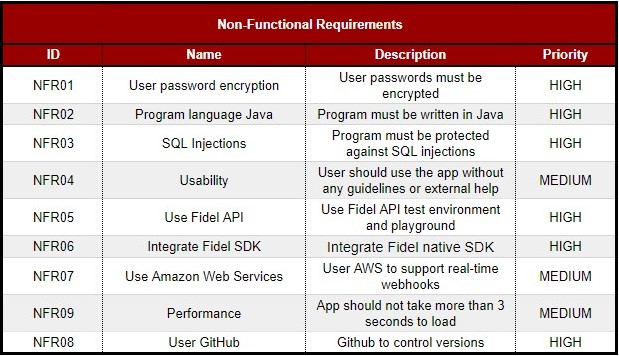 Non-Functional Requirements
ID Name Description Priority
NFR01 User password encryption User passwords must be
encrypted HIGH
NFR02 Program language Java Program must be written in Java HIGH
NFR03 SQL Injections Program must be protected
against SQL injections HIGH
NFR04 Usability User should use the app without
any guidelines or external help MEDIUM
NFR05 Use Fidel API Use Fidel API test environment
and playground HIGH
NFR06 Integrate Fidel SDK Integrate Fidel native SDK HIGH
NFR07 Use Amazon Web Services User AWS to support real-time
webhooks MEDIUM
NFR09 Performance App should not take more than 3
seconds to load MEDIUM
NFR08 User GitHub Github to control versions HIGH